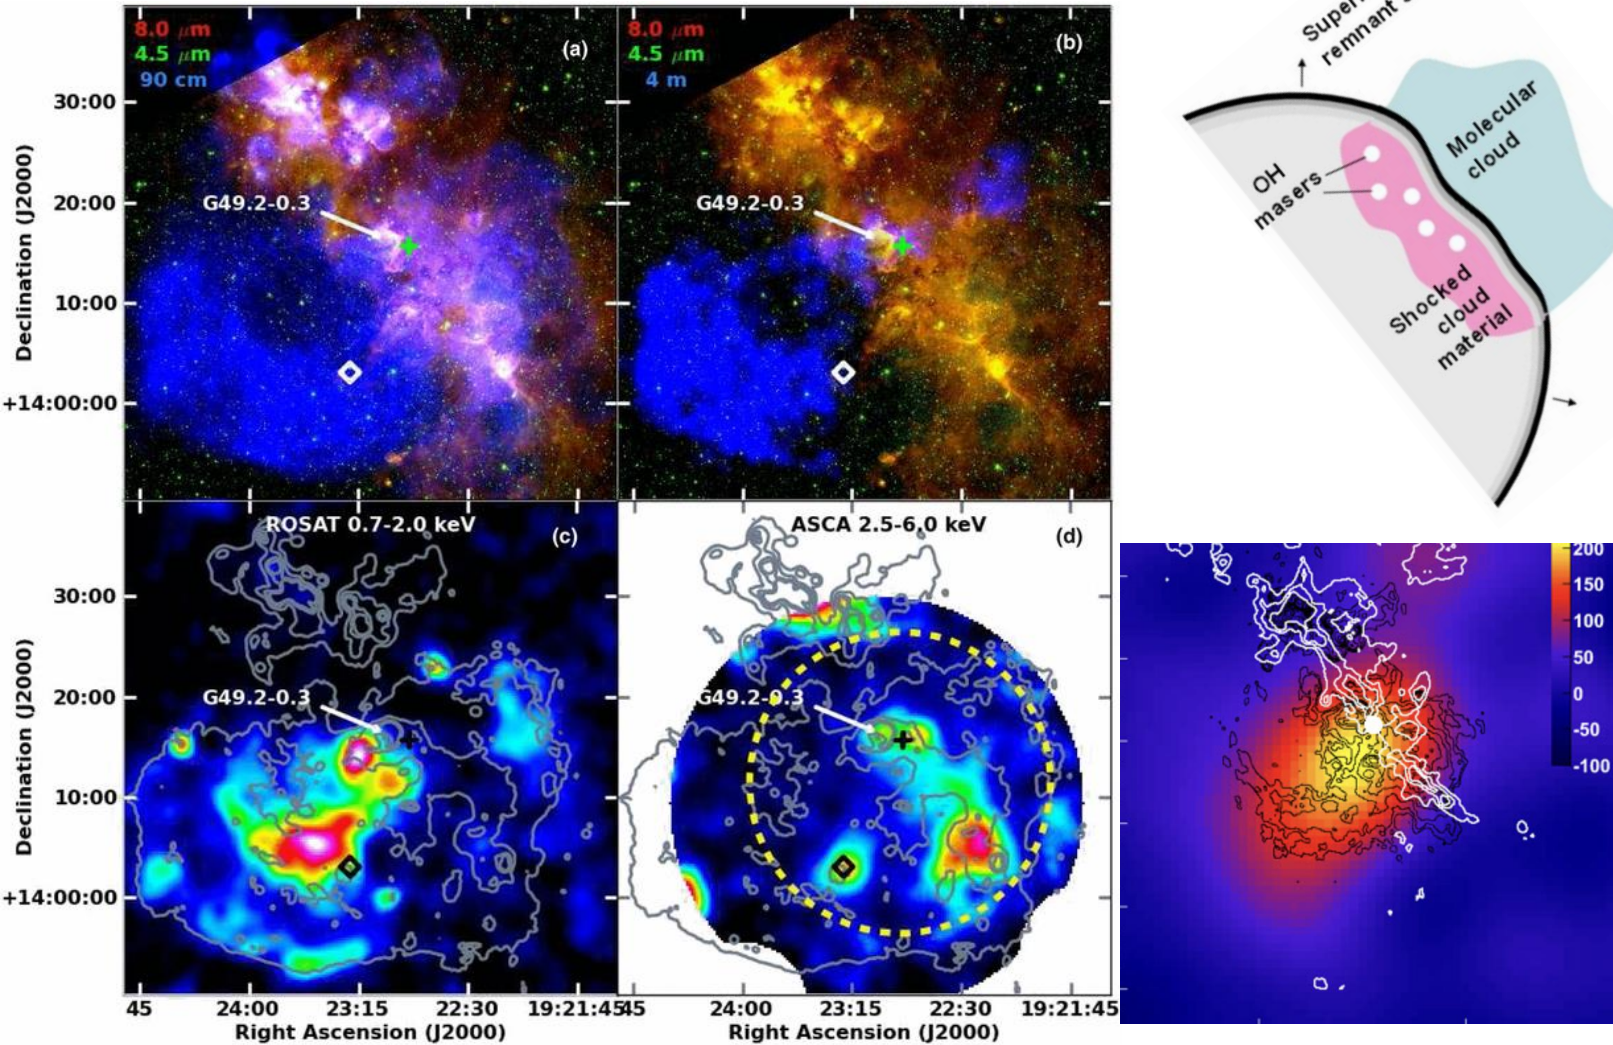 8.0 μm
4.5 μm
90 cm
(a)
G49.2-0.3
30:00
20:00
10:00
+14:00:00
Declination (J2000)
8.0 μm
4.5 μm
4 m
(b)
G49.2-0.3
remnant
OH
masers
Molecular
cloud
Shocked
cloud
material
ROSAT 0.7-2.0 keV
(c)
G49.2-0.3
30:00
20:00
10:00
+14:00:00
Declination (J2000)
45
24:00
23:15
22:30
19:21:45
Right Ascension (J2000)
ASCA 2.5-6.0 keV
(d)
G49.2-0.3
45
24:00
23:15
22:30
19:21:45
Right Ascension (J2000)
200
150
100
50
0
-50
-100